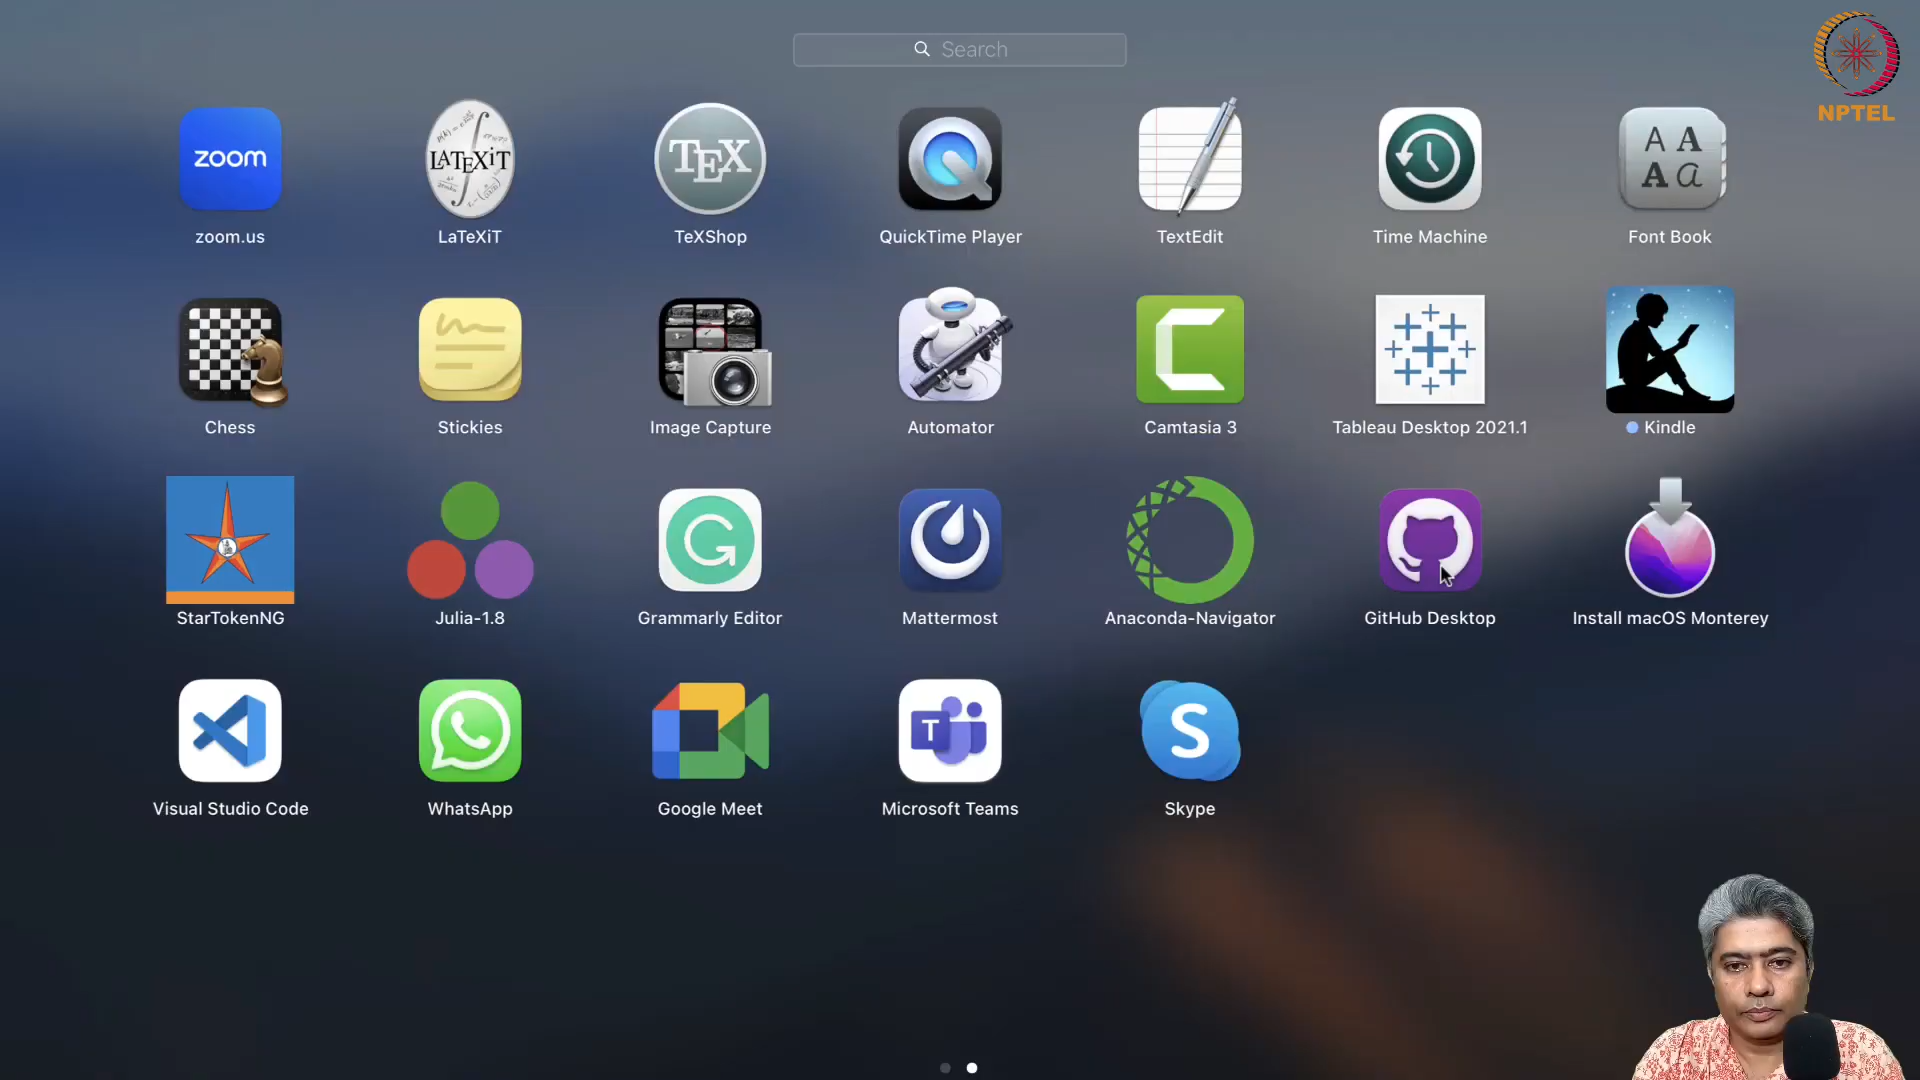 Search
NPTEL
zoom
LATEXiT
TEX
A A
A a
zoom.us
LaTeXiT
TeXShop
QuickTime Player
TextEdit
Time Machine
Font Book
Chess
Stickies
Image Capture
Automator
Camtasia 3
Tableau Desktop 2021.1
Kindle
StarTokenNG
Julia-1.8
Grammarly Editor
Mattermost
Anaconda-Navigator
GitHub Desktop
Install macOS Monterey
T
S
Visual Studio Code
WhatsApp
Google Meet
Microsoft Teams
Skype